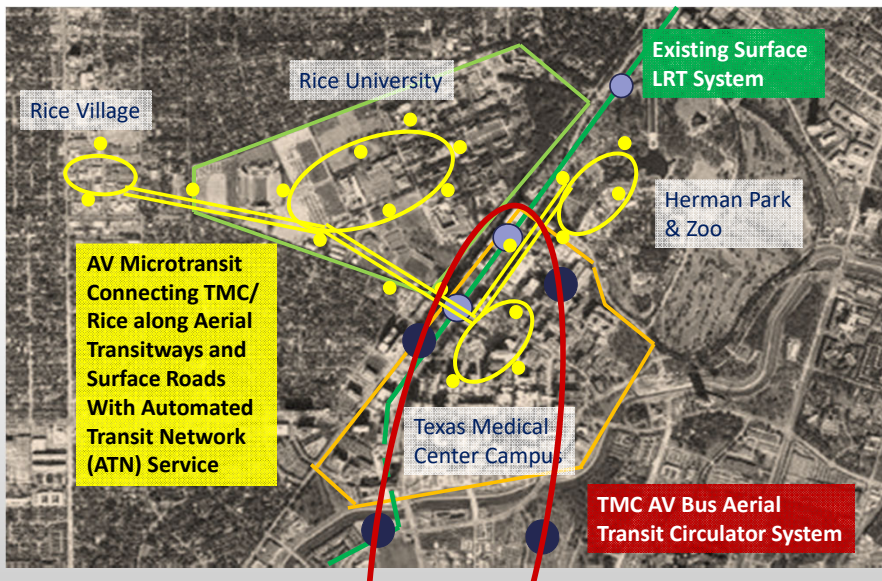 Existing Surface
LRT System
Rice University
Rice Village
Herman Park
& Zoo
AV Microtransit
Connecting TMC/
Rice along Aerial
Transitways and
Surface Roads
With Automated
Transit Network
(ATN) Service
Texas Medical
Center Campus
TMC AV Bus Aerial
Transit Circulator System